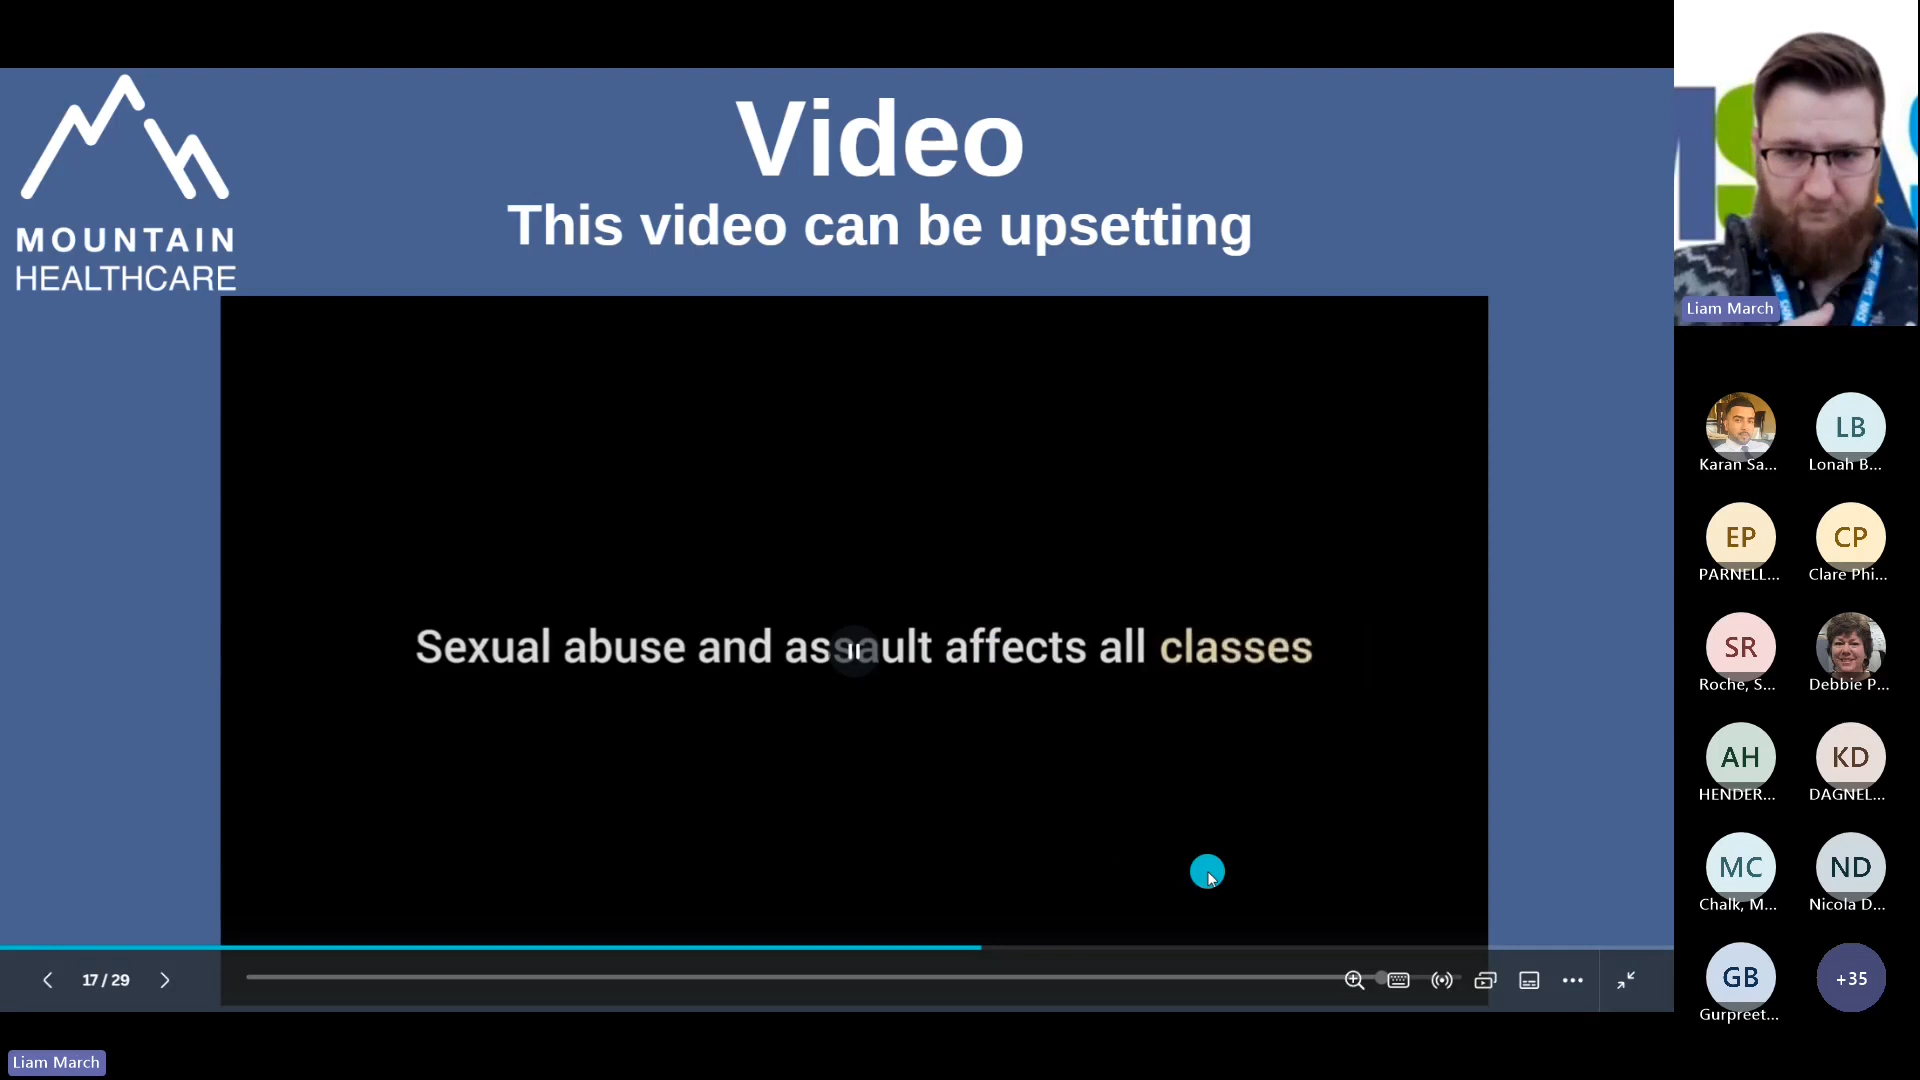 MOUNTAIN
HEALTHCARE
Video
This video can be upsetting
Sexual abuse and assault affects all classes
17 / 29
Liam March
Liam March
Karan Sa...
LB
Lonah B...
EP
PARNELL...
CP
Clare Phi...
SR
Roche, S...
Debbie P...
AH
HENDER...
KD
DAGNEL...
MC
Chalk, M...
ND
Nicola D...
GB
Gurpreet...
+35